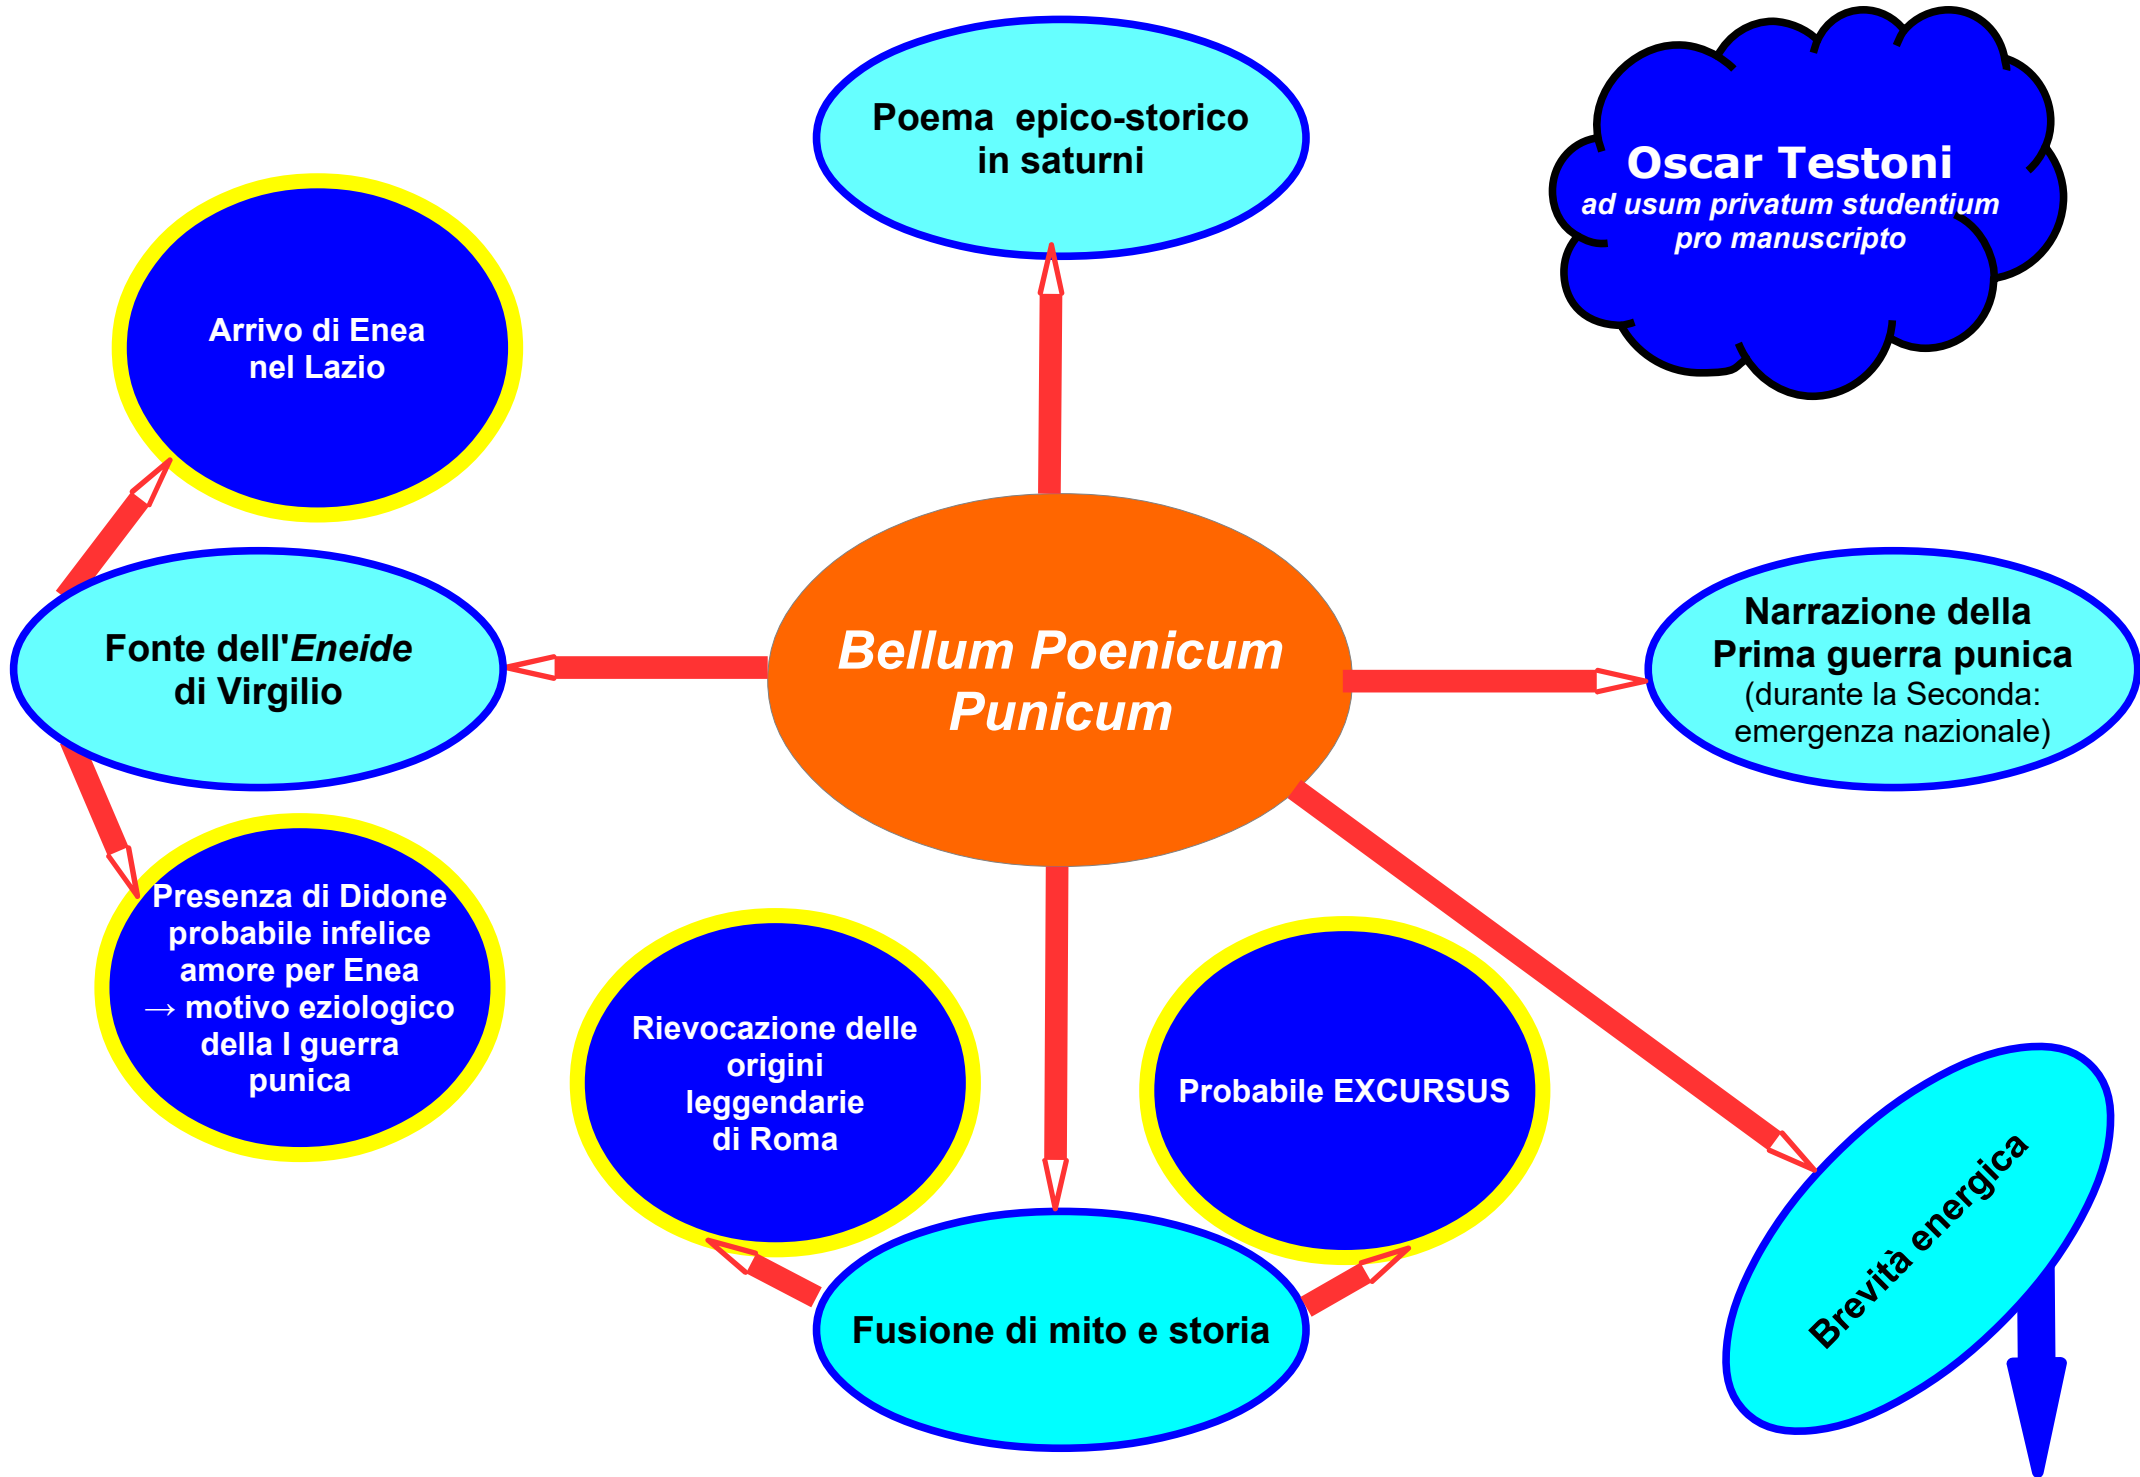 Poema epico-storico
in saturni
Oscar Testoni
ad usum privatum studentium
pro manuscripto
Arrivo di Enea
nel Lazio
Fonte dell'Eneide
di Virgilio
Bellum Poenicum
Punicum
Narrazione della
Prima guerra punica
(durante la Seconda:
emergenza nazionale)
Presenza di Didone
probabile infelice
amore per Enea
→ motivo eziologico
della I guerra
punica
Rievocazione delle
origini
leggendarie
di Roma
Probabile EXCURSUS
Brevità energica
Fusione di mito e storia